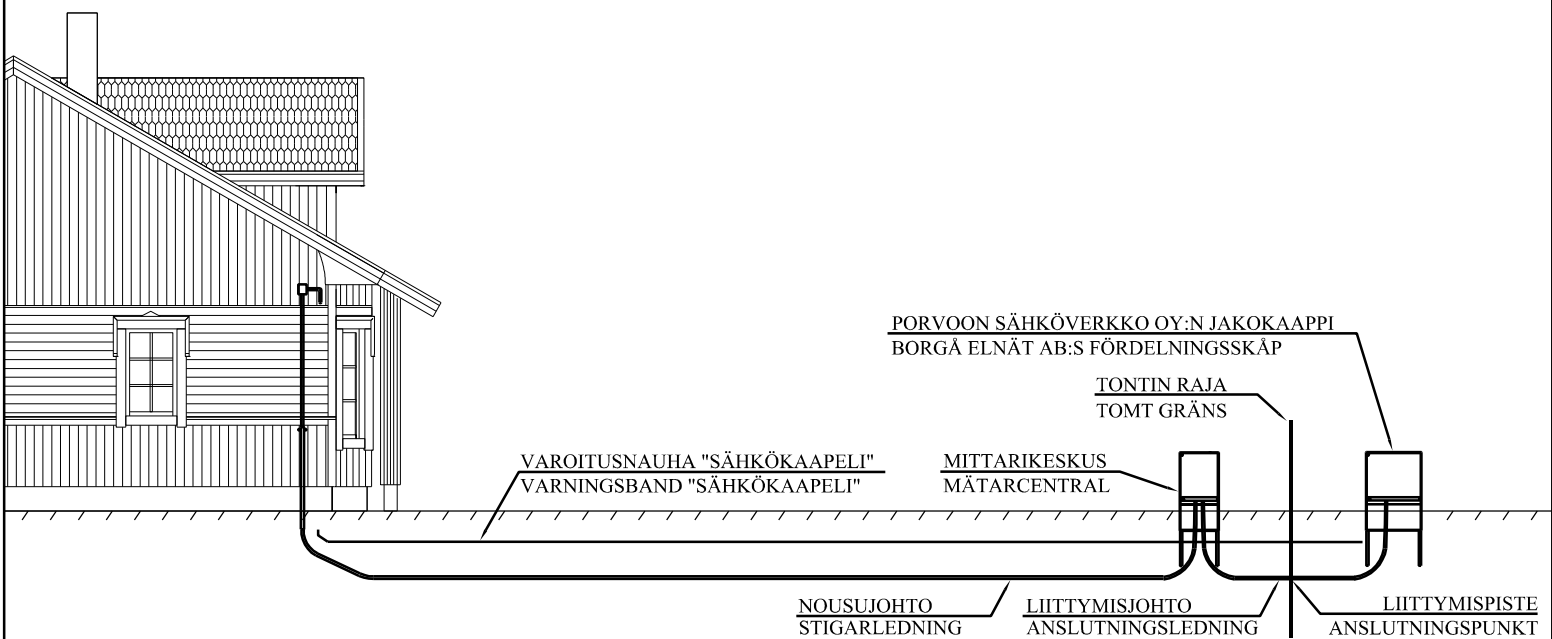 PORVOON SÄHKÖVERKKO OY:N JAKOKAAPPI
BORGÅ ELNÄT AB:S FÖRDELNINGSSKÅP
TONTIN RAJA
TOMT GRÄNS
VAROITUSNAUHA "SÄHKÖKAAPELI"
VARNINGSBAND "SÄHKÖKAAPELI"
MITTARIKESKUS
MÄTARCENTRAL
NOUSUJOHTO
STIGARLEDNING
LIITTYMISJOHTO
ANSLUTNINGSLEDNING
LIITTYMISPISTE
ANSLUTNINGSPUNKT